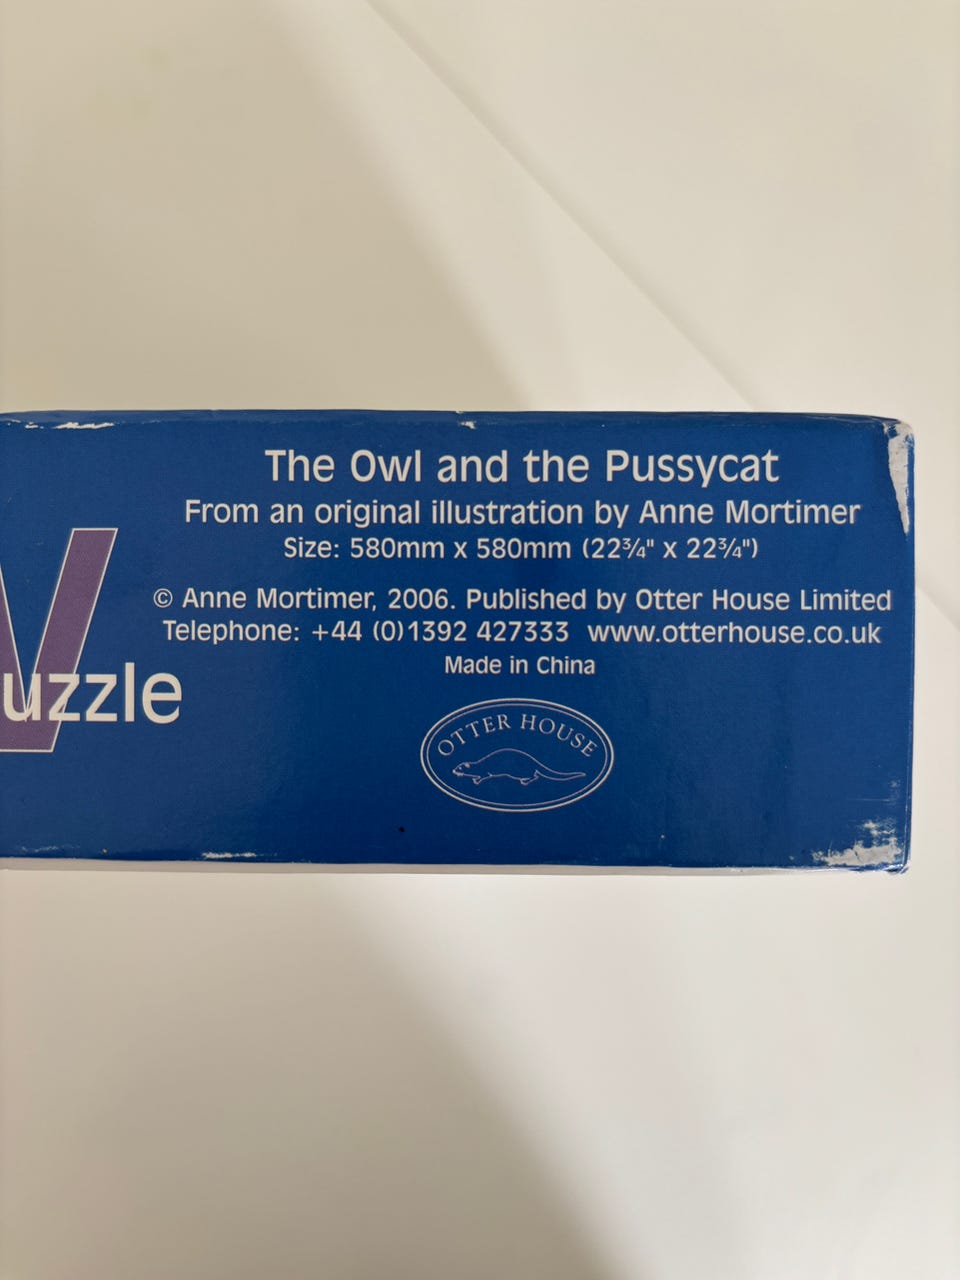 The Owl and the Pussycat
From an original illustration by Anne Mortimer
Size: 580mm x 580mm (22¾" x 22¾")
© Anne Mortimer, 2006. Published by Otter House Limited
Telephone: +44 (0)1392 427333 www.otterhouse.co.uk
Made in China
uzzle
OTTER HOUSE